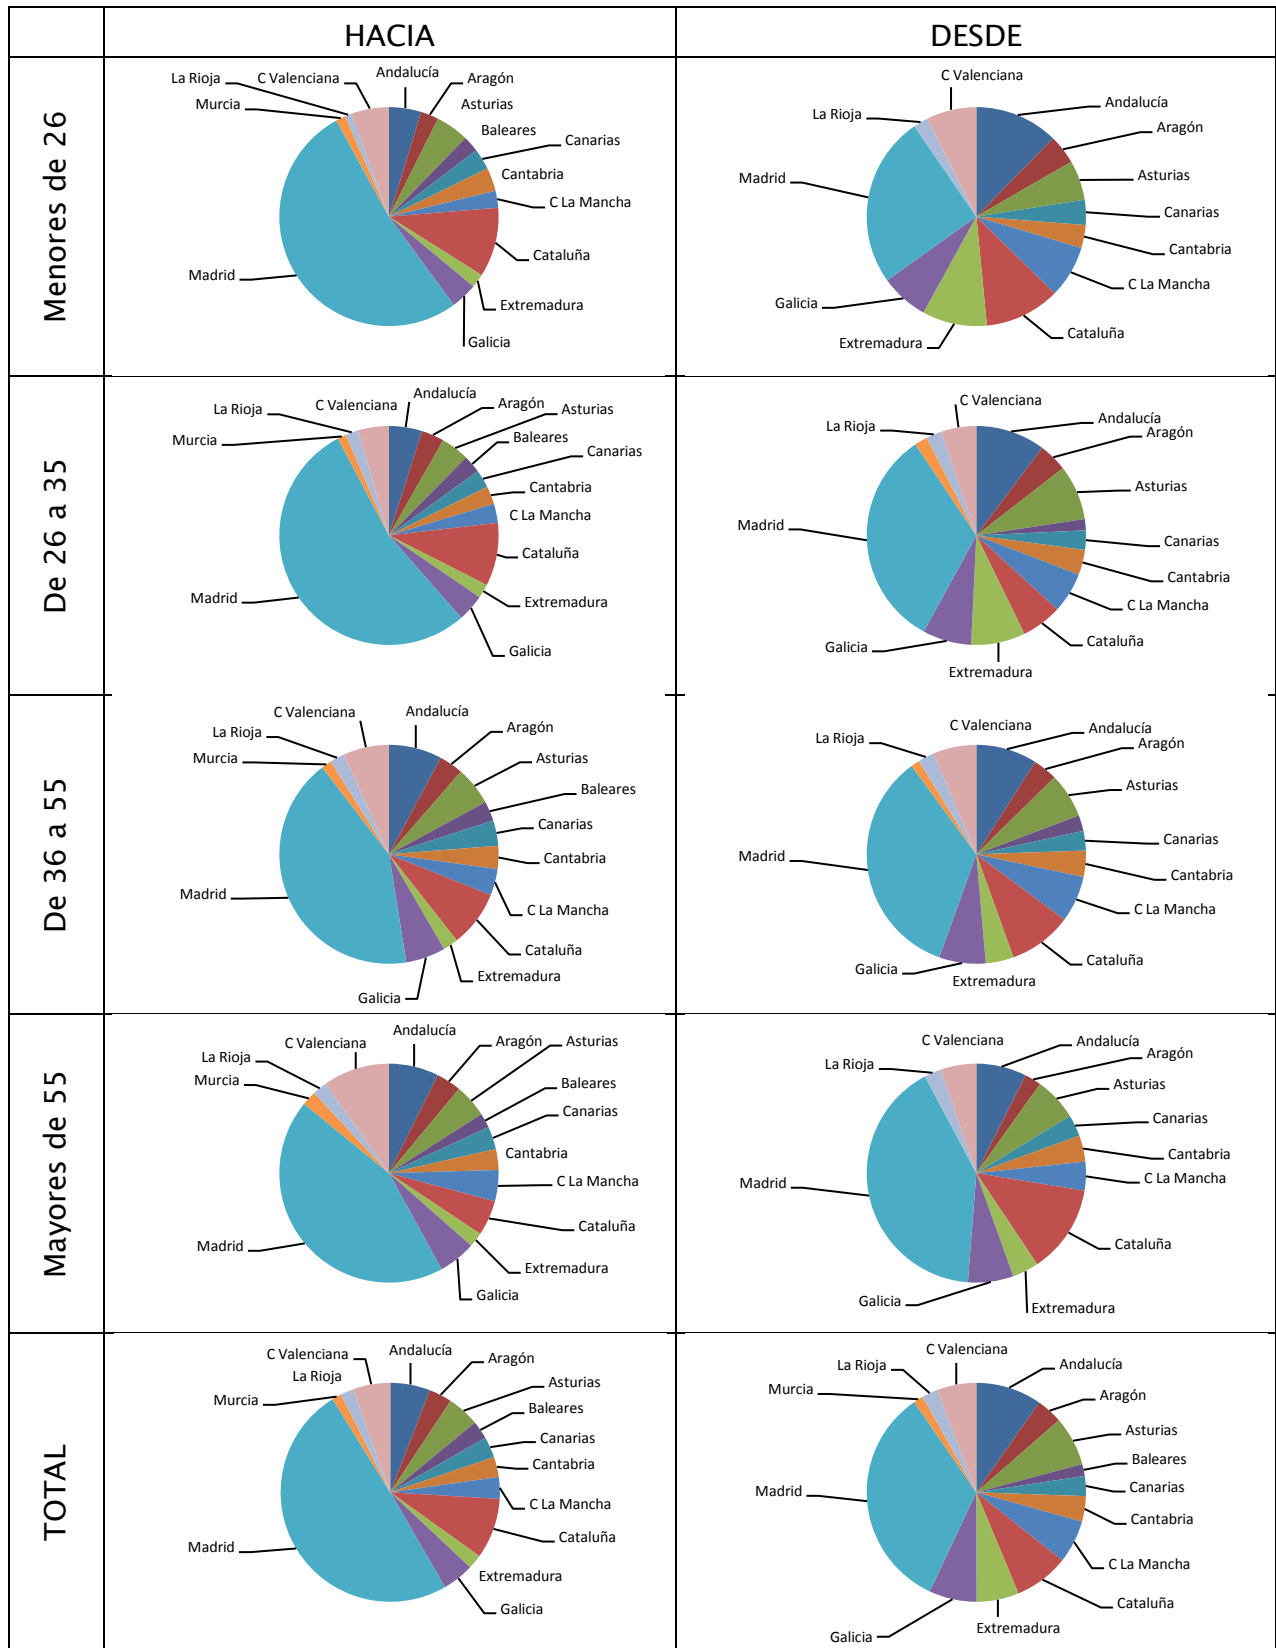 HACIA
DESDE
Menores de 26
La Rioja
C Valenciana
Andalucía
Aragón
Murcia
Asturias
Baleares
Canarias
Cantabria
C La Mancha
Cataluña
Madrid
Extremadura
Galicia
C Valenciana
Andalucía
La Rioja
Aragón
Asturias
Madrid
Canarias
Cantabria
C La Mancha
Galicia
Cataluña
Extremadura
De 26 a 35
La Rioja
C Valenciana
Andalucía
Aragón
Asturias
Murcia
Baleares
Canarias
Cantabria
C La Mancha
Cataluña
Madrid
Extremadura
Galicia
C Valenciana
Andalucía
La Rioja
Aragón
Asturias
Madrid
Canarias
Cantabria
C La Mancha
Cataluña
Galicia
Extremadura
De 36 a 55
C Valenciana
Andalucía
La Rioja
Aragón
Murcia
Asturias
Baleares
Canarias
Cantabria
Madrid
C La Mancha
Cataluña
Extremadura
Galicia
C Valenciana
Andalucía
La Rioja
Aragón
Asturias
Canarias
Madrid
Cantabria
C La Mancha
Cataluña
Galicia
Extremadura
Mayores de 55
Andalucía
C Valenciana
Aragón
Asturias
La Rioja
Murcia
Baleares
Canarias
Cantabria
C La Mancha
Cataluña
Madrid
Extremadura
Galicia
C Valenciana
Andalucía
Aragón
La Rioja
Asturias
Canarias
Cantabria
C La Mancha
Madrid
Cataluña
Galicia
Extremadura
TOTAL
C Valenciana
Andalucía
Aragón
La Rioja
Asturias
Murcia
Baleares
Canarias
Cantabria
C La Mancha
Cataluña
Madrid
Extremadura
Galicia
C Valenciana
La Rioja
Andalucía
Murcia
Aragón
Asturias
Baleares
Canarias
Madrid
Cantabria
C La Mancha
Cataluña
Extremadura
Galicia